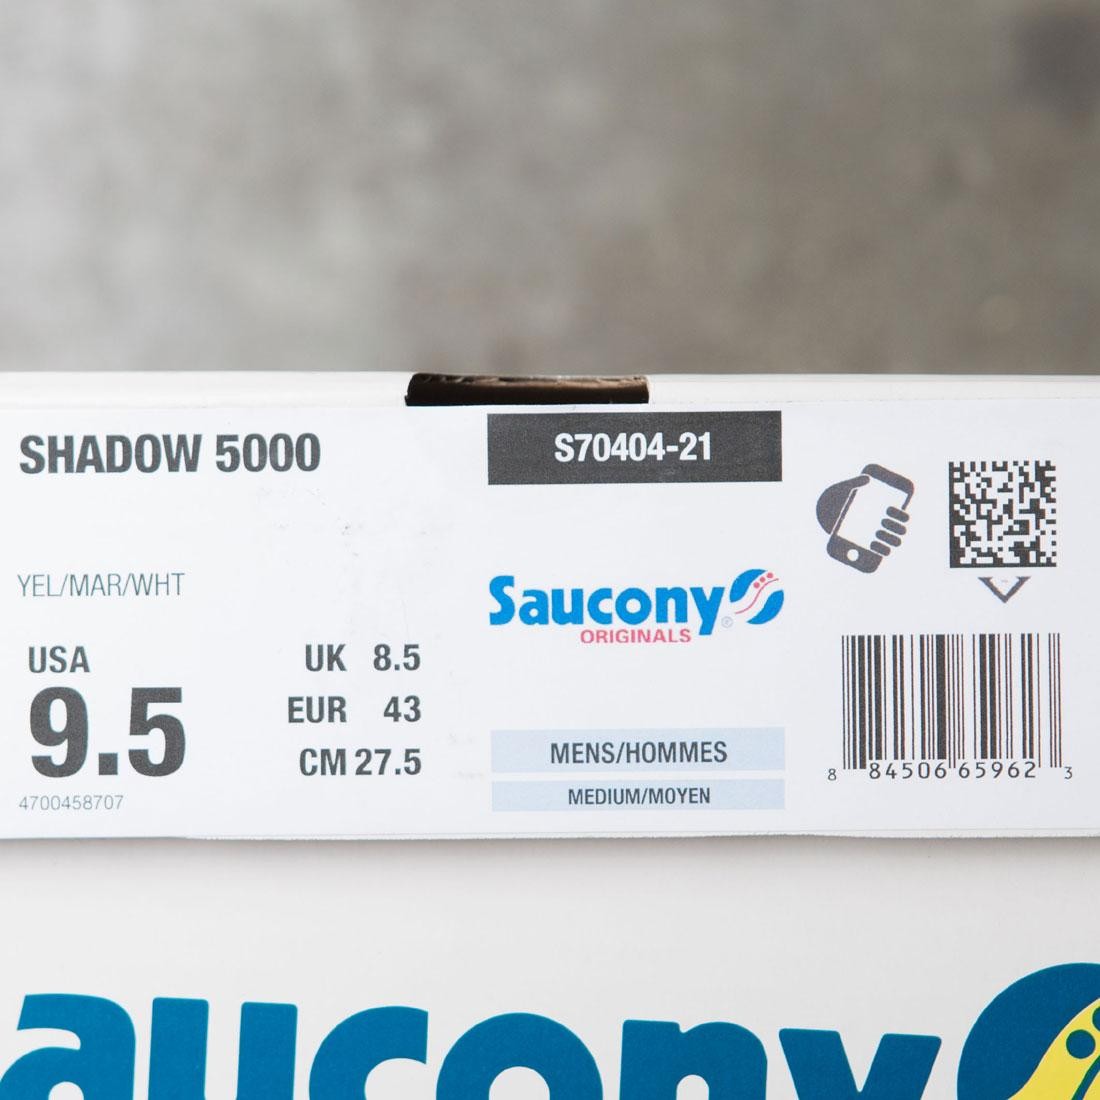 SHADOW 5000
S70404-21
YEL/MAR/WHT
Saucony®
ORIGINALS
USA
9.5
UK 8.5
EUR 43
CM 27.5
4700458707
MENS/HOMMES
MEDIUM/MOYEN
8 84506 65962 3
aucony